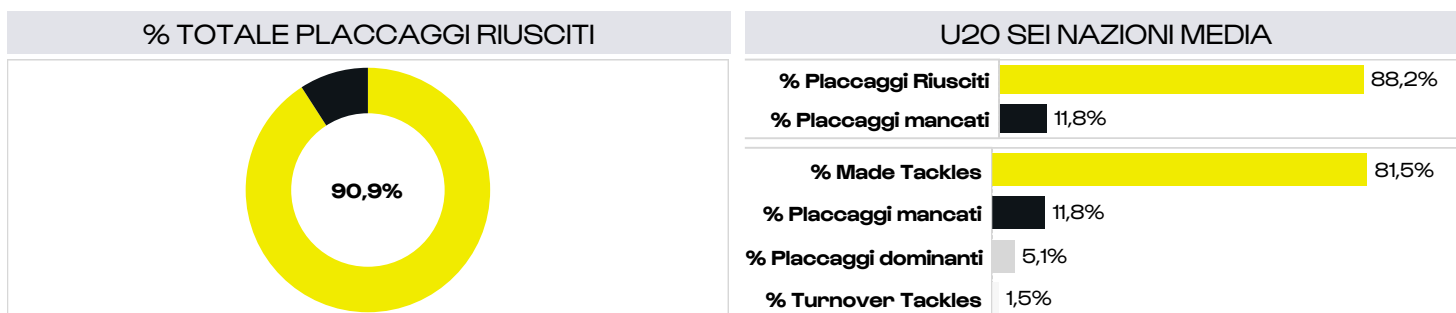 % TOTALE PLACCAGGI RIUSCITI
90,9%
U20 SEI NAZIONI MEDIA
% Placcaggi Riusciti 88,2%
% Placcaggi mancati 11,8%
% Made Tackles 81,5%
% Placcaggi mancati 11,8%
% Placcaggi dominanti 5,1%
% Turnover Tackles 1,5%